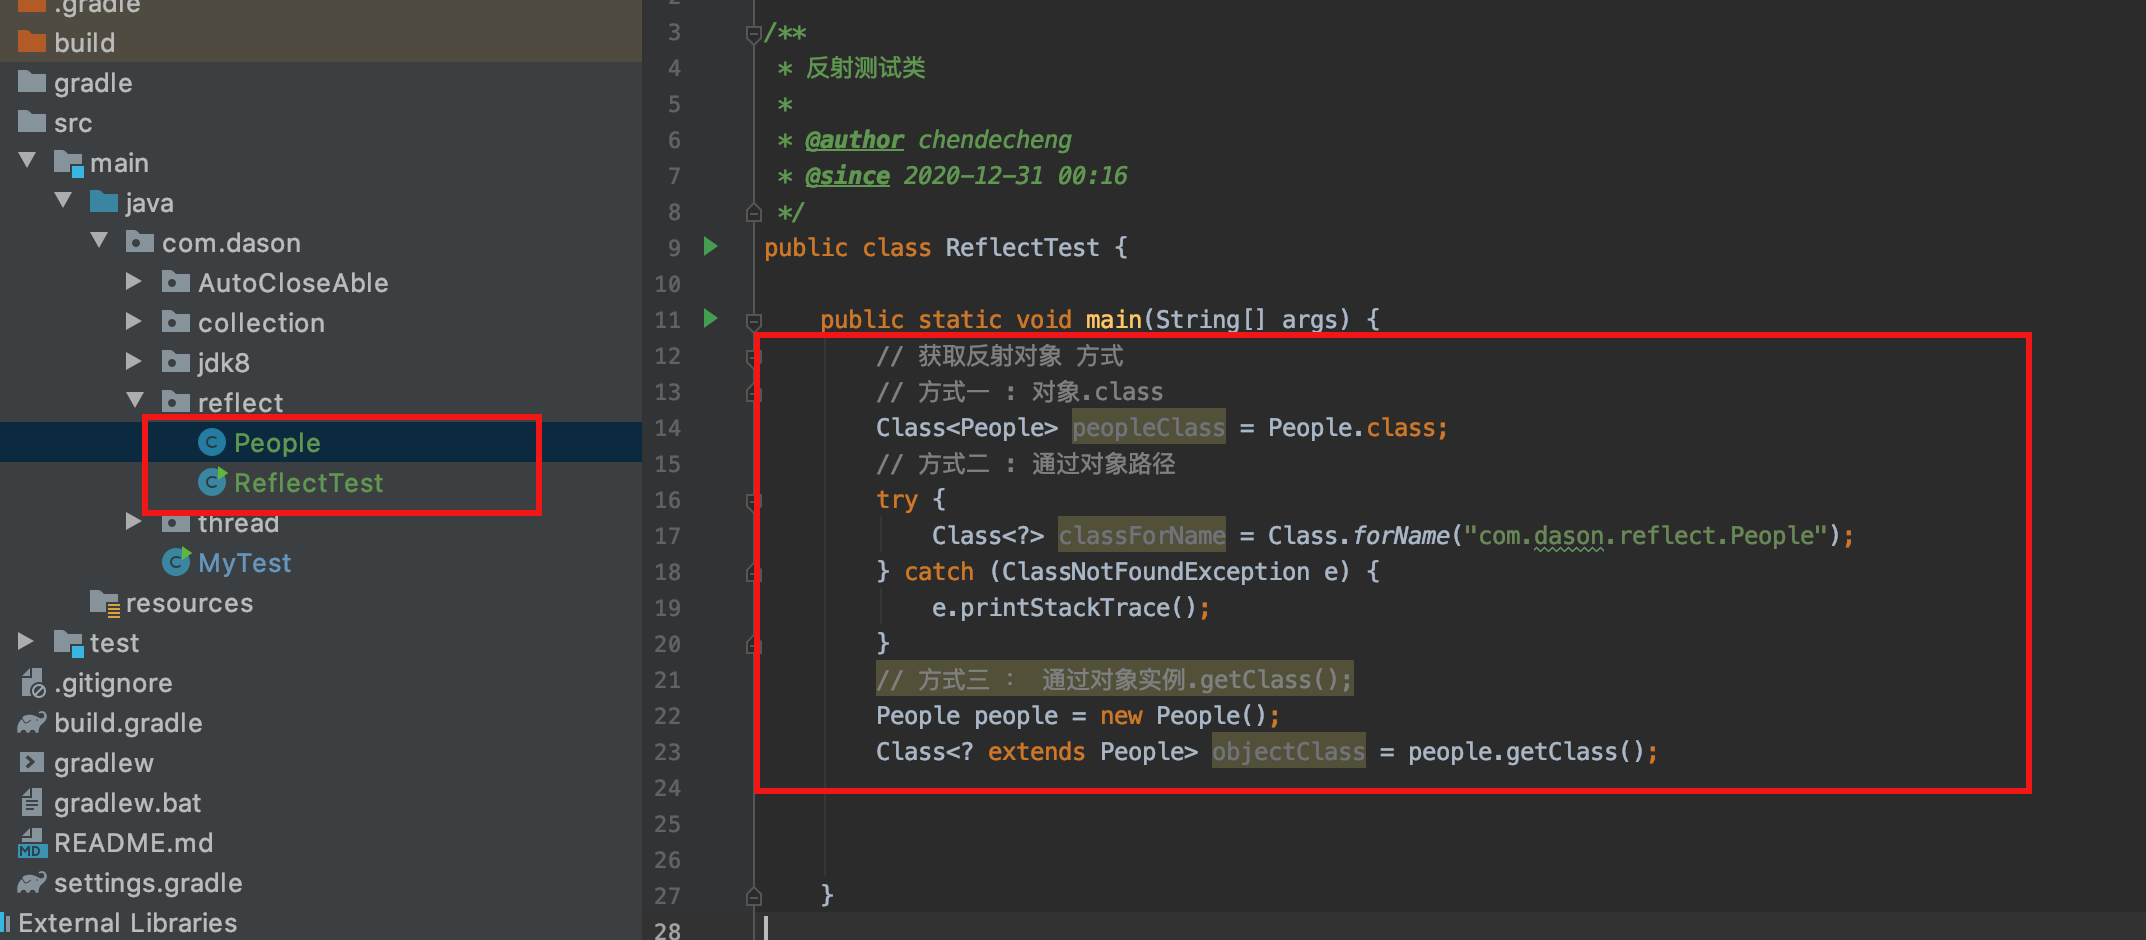 .gradle
build
gradle
src
main
java
com.dason
AutoCloseAble
collection
jdk8
reflect
People
ReflectTest
thread
MyTest
resources
test
.gitignore
build.gradle
gradlew
gradlew.bat
README.md
settings.gradle
External Libraries
3 /**
4 * 反射测试类
5 *
6 * @author chendecheng
7 * @since 2020-12-31 00:16
8 */
9 public class ReflectTest {
10
11 public static void main(String[] args) {
12 // 获取反射对象 方式
13 // 方式一 : 对象.class
14 Class<People> peopleClass = People.class;
15 // 方式二 : 通过对象路径
16 try {
17 Class<?> classForName = Class.forName("com.dason.reflect.People");
18 } catch (ClassNotFoundException e) {
19 e.printStackTrace();
20 }
21 // 方式三 : 通过对象实例.getClass();
22 People people = new People();
23 Class<? extends People> objectClass = people.getClass();
24
25
26
27 }
28